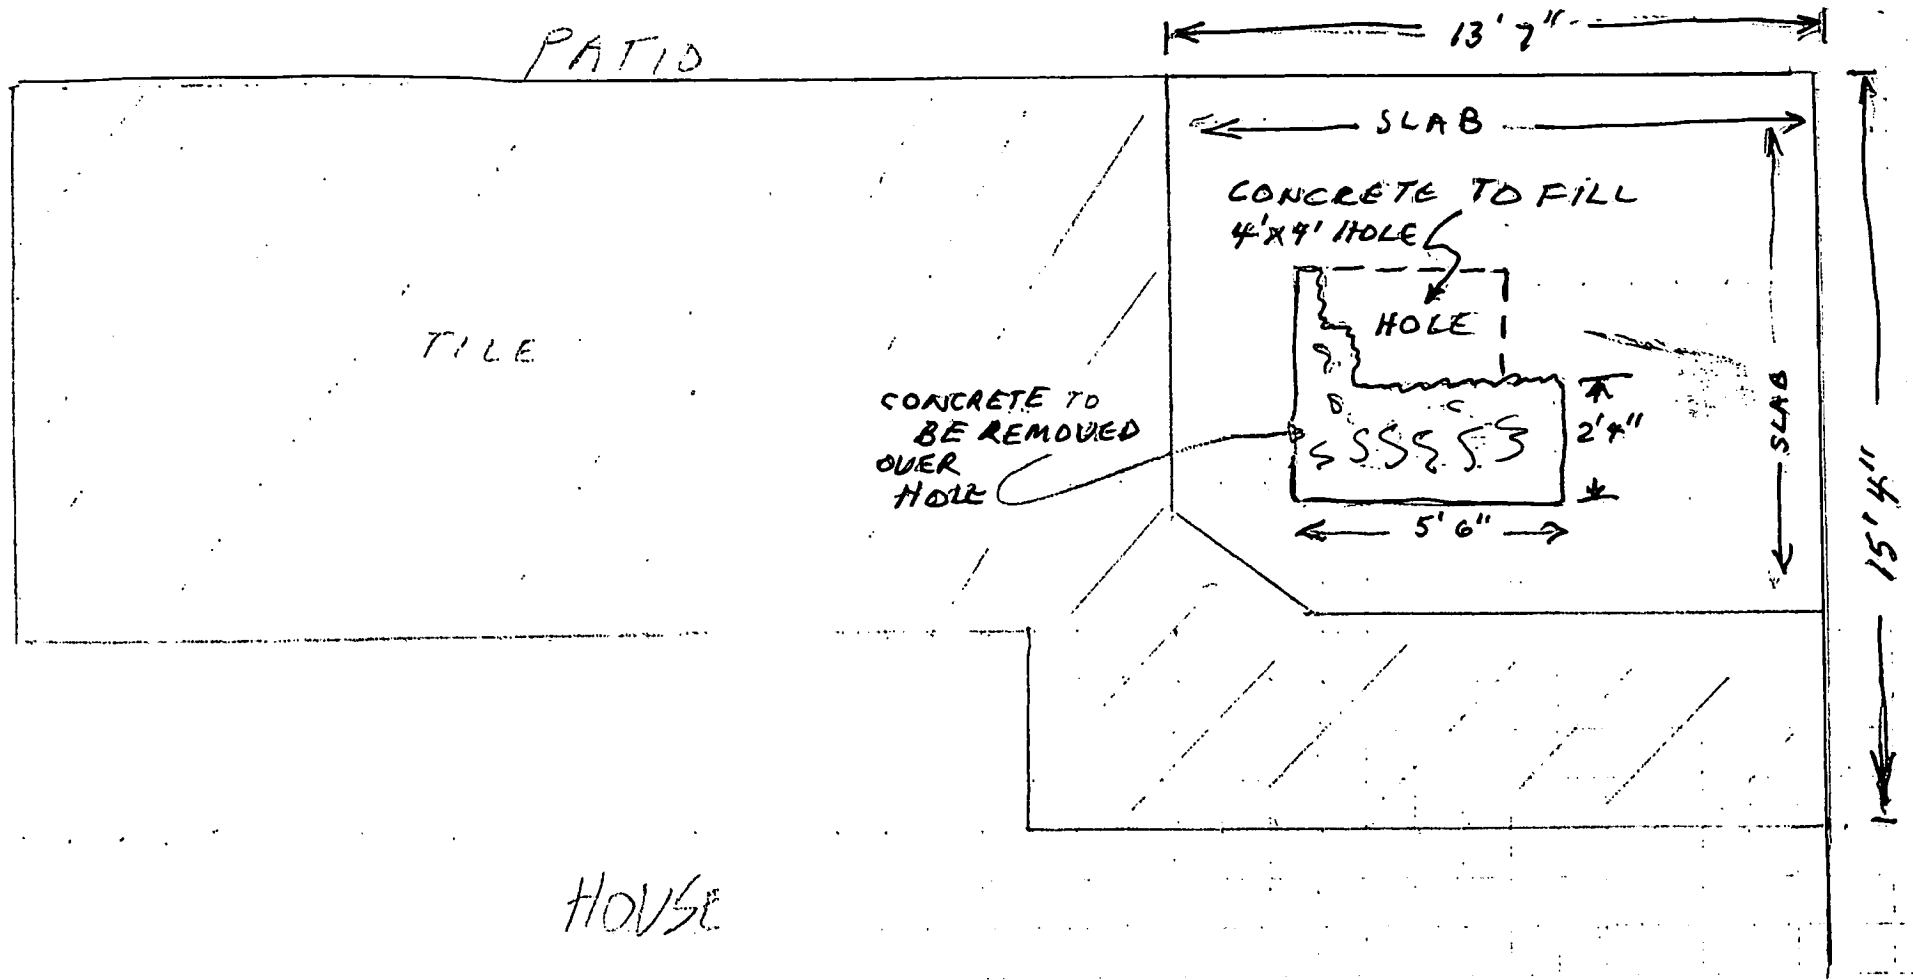 PATIO
13' 7"
SLAB
CONCRETE TO FILL
4'X4' HOLE
HOLE
TILE
CONCRETE TO
BE REMOVED
OVER
HOLE
2'4"
SLAB
15' 4"
5' 6"
HOUSE